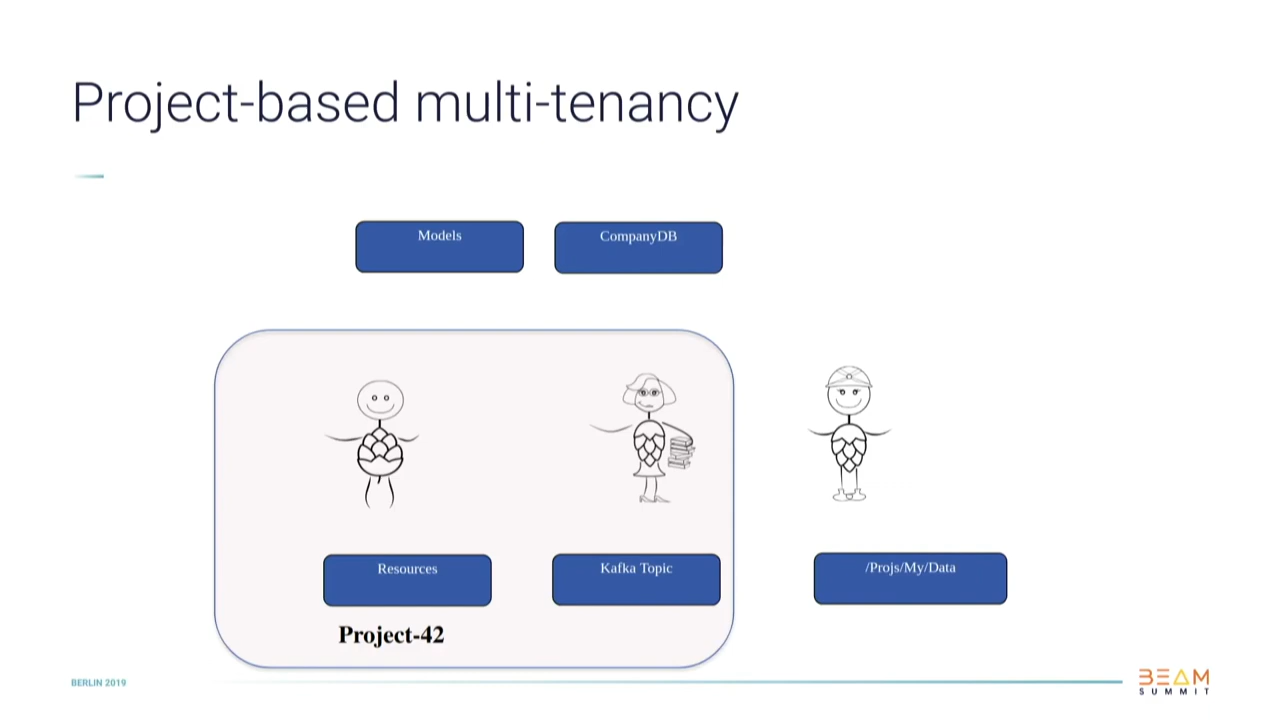 Project-based multi-tenancy
Models
CompanyDB
Resources
Kafka Topic
/Projs/My/Data
Project-42
BERLIN 2019
BEAM
SUMMIT